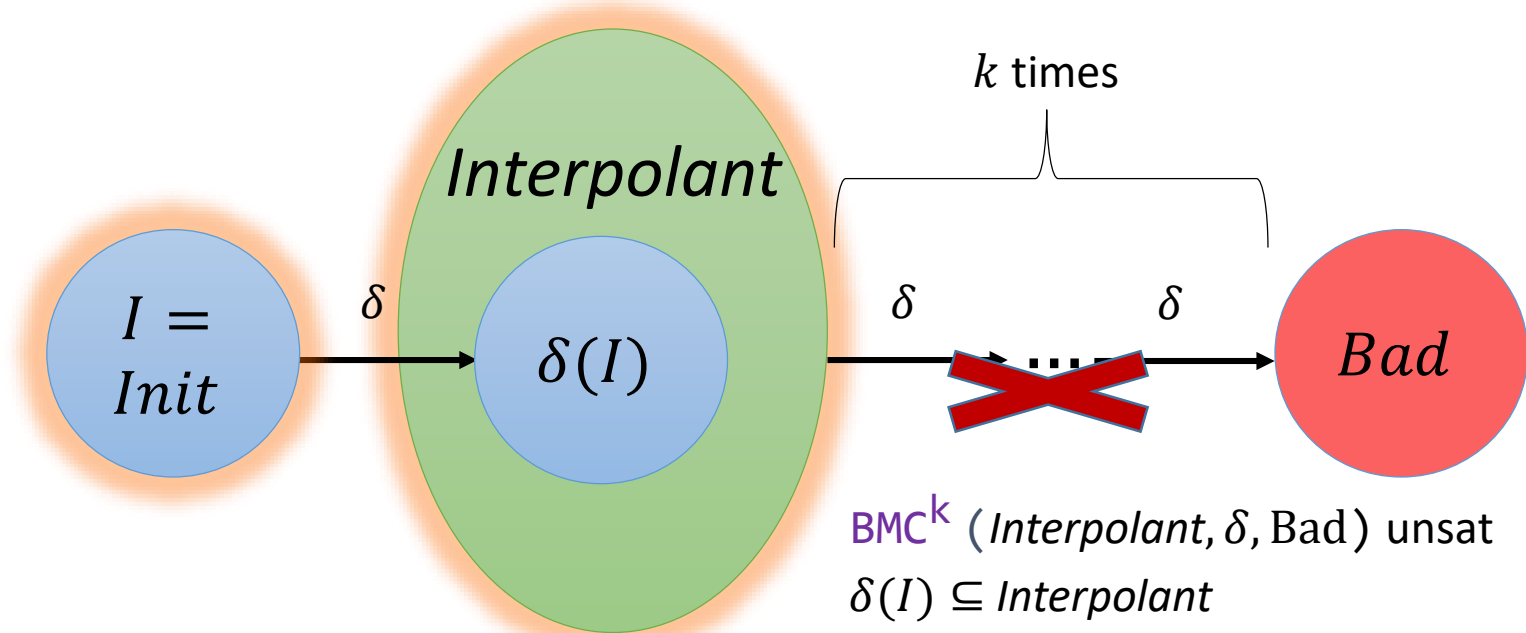 𝑘 times
Interpolant
𝐼 =
𝐼𝑛𝑖𝑡
𝛿
𝛿(𝐼)
𝛿
...
𝛿
𝐵𝑎𝑑
BMC^k (Interpolant, 𝛿, Bad) unsat
𝛿(𝐼) ⊆ Interpolant